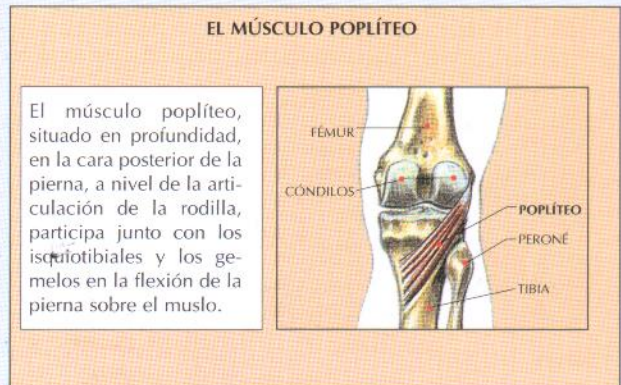 EL MÚSCULO POPLÍTEO
El músculo poplíteo,
situado en profundidad,
en la cara posterior de la
pierna, a nivel de la arti-
culación de la rodilla,
participa junto con los
isquiotibiales y los ge-
melos en la flexión de la
pierna sobre el muslo.
FÉMUR
CÓNDILOS
POPLÍTEO
PERONÉ
TIBIA